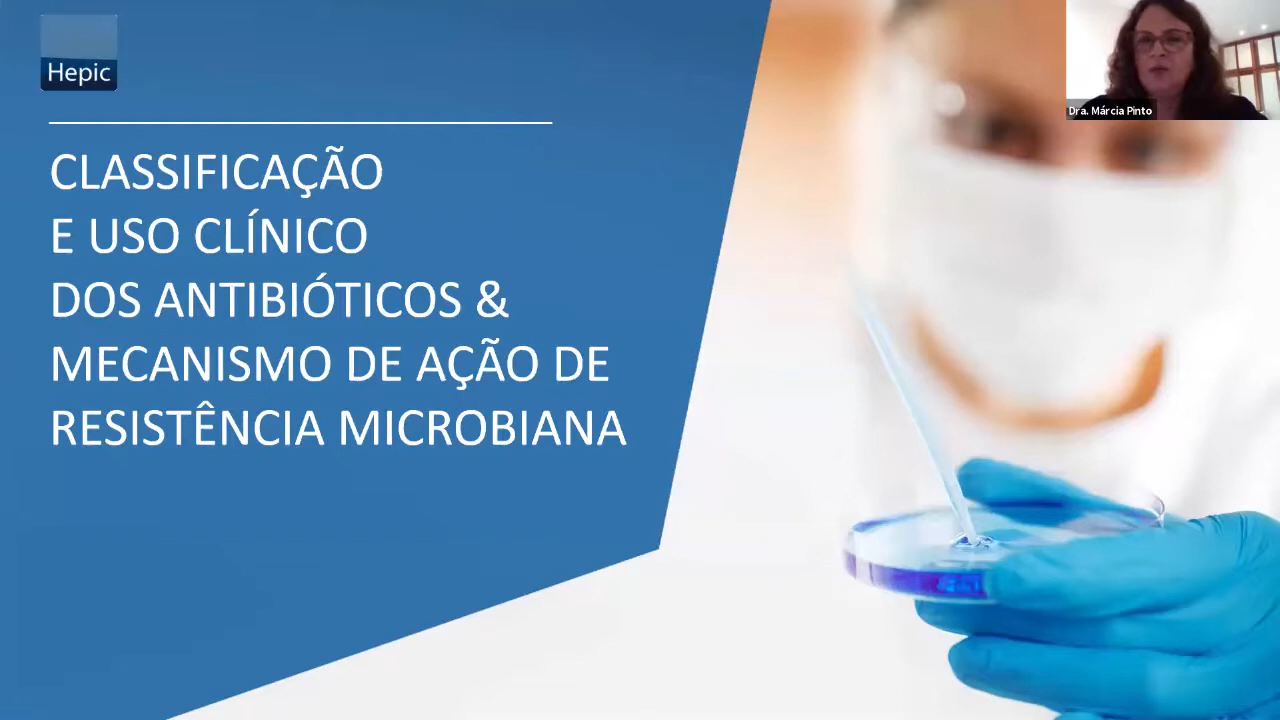 Hepic
CLASSIFICAÇÃO
E USO CLÍNICO
DOS ANTIBIÓTICOS &
MECANISMO DE AÇÃO DE
RESISTÊNCIA MICROBIANA
Dra. Márcia Pinto